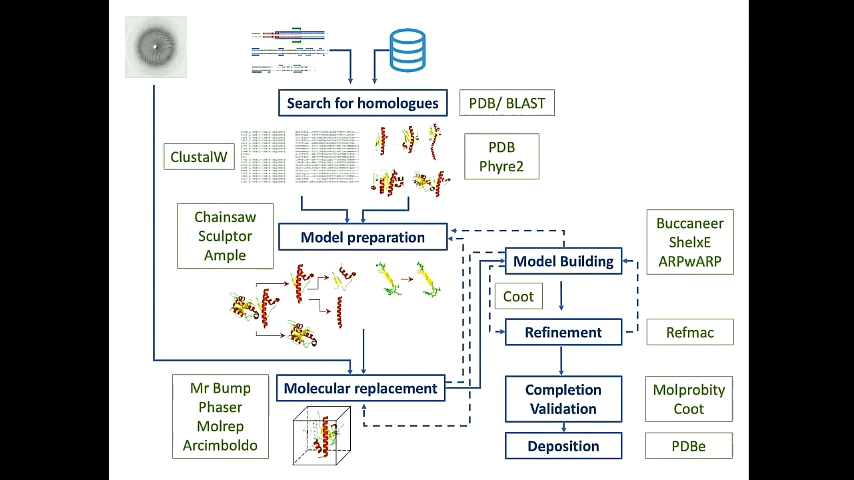 Search for homologues
PDB/ BLAST
ClustalW
PDB
Phyre2
Chainsaw
Sculptor
Ample
Model preparation
Buccaneer
ShelxE
ARPwARP
Model Building
Coot
Refinement
Refmac
Mr Bump
Phaser
Molrep
Arcimboldo
Molecular replacement
Completion
Validation
Molprobity
Coot
Deposition
PDBe